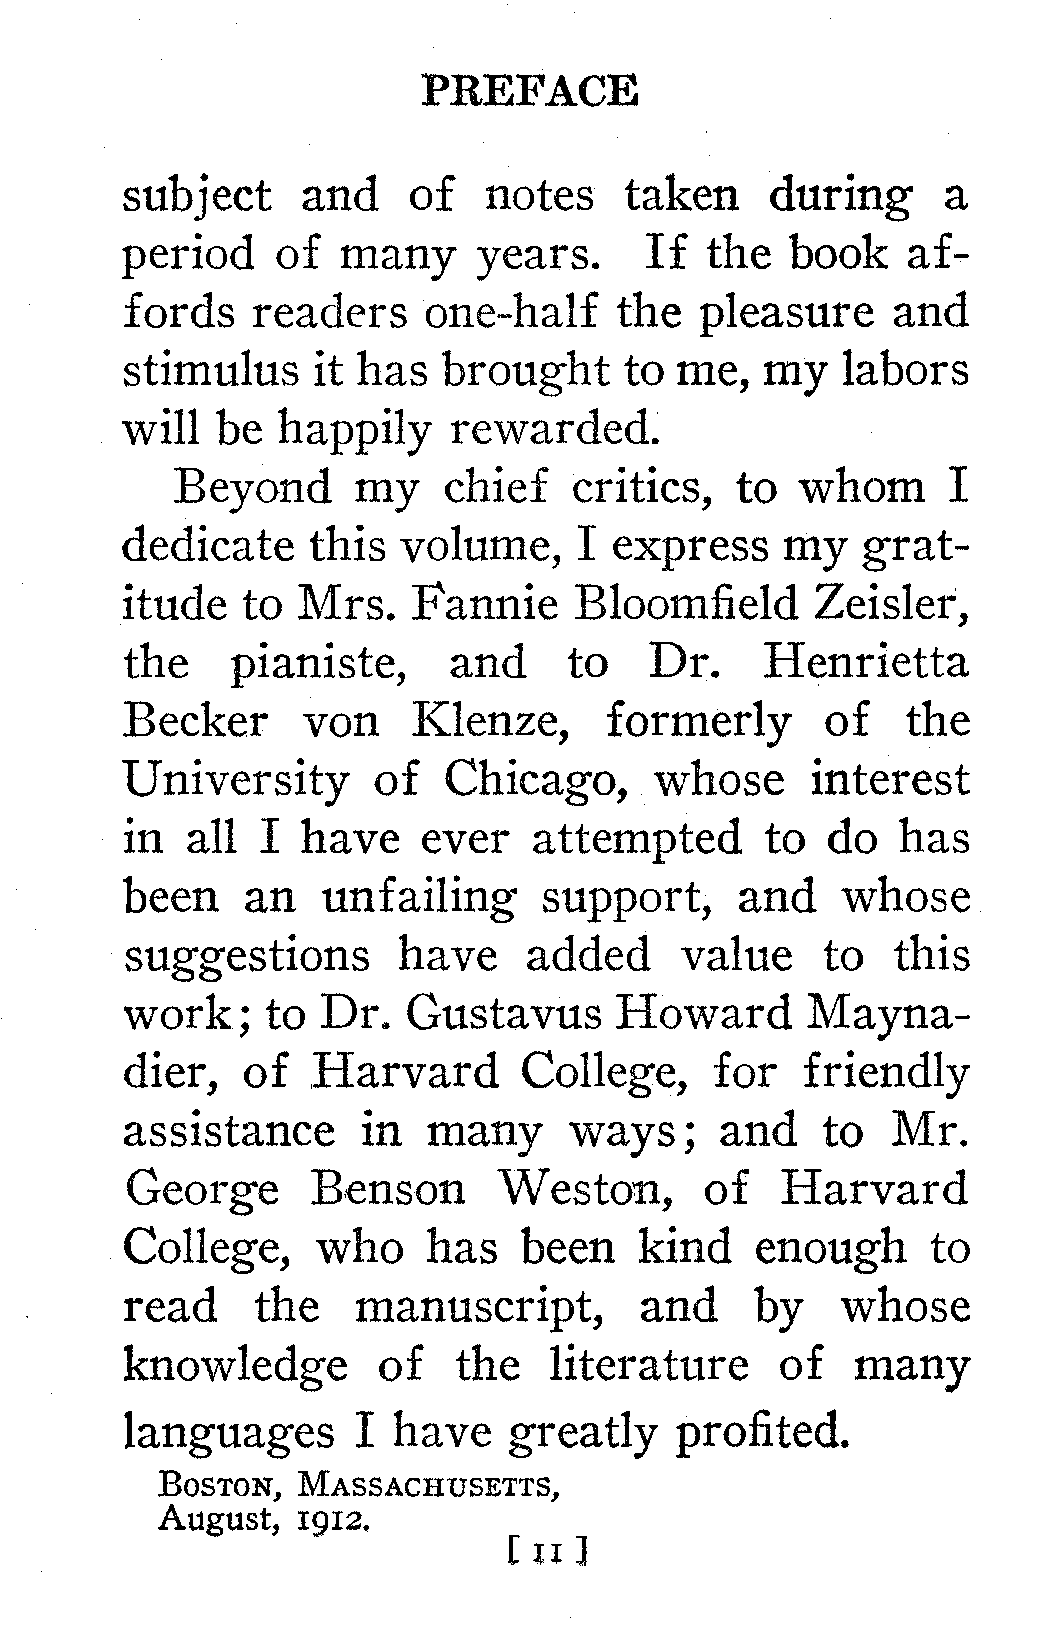 PREFACE
subject and of notes taken during a
period of many years. If the book af-
fords readers one-half the pleasure and
stimulus it has brought to me, my labors
will be happily rewarded.
Beyond my chief critics, to whom I
dedicate this volume, I express my grat-
itude to Mrs. Fannie Bloomfield Zeisler,
the pianiste, and to Dr. Henrietta
Becker von Klenze, formerly of the
University of Chicago, whose interest
in all I have ever attempted to do has
been an unfailing support, and whose
suggestions have added value to this
work; to Dr. Gustavus Howard Mayna-
dier, of Harvard College, for friendly
assistance in many ways; and to Mr.
George Benson Weston, of Harvard
College, who has been kind enough to
read the manuscript, and by whose
knowledge of the literature of many
languages I have greatly profited.
BOSTON, MASSACHUSETTS,
August, 1912.
[ 11 ]